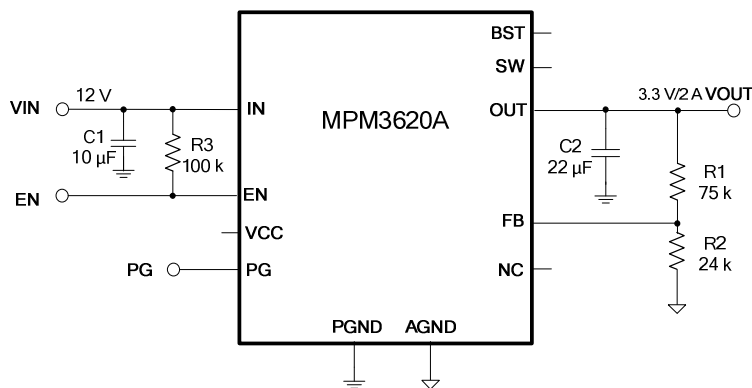 BST
SW
12 V
3.3 V/2 A VOUT
VIN
IN
OUT
MPM3620A
C1
10 µF
R3
100 k
C2
22 µF
R1
75 k
EN
EN
FB
VCC
R2
24 k
PG
PG
NC
PGND
AGND